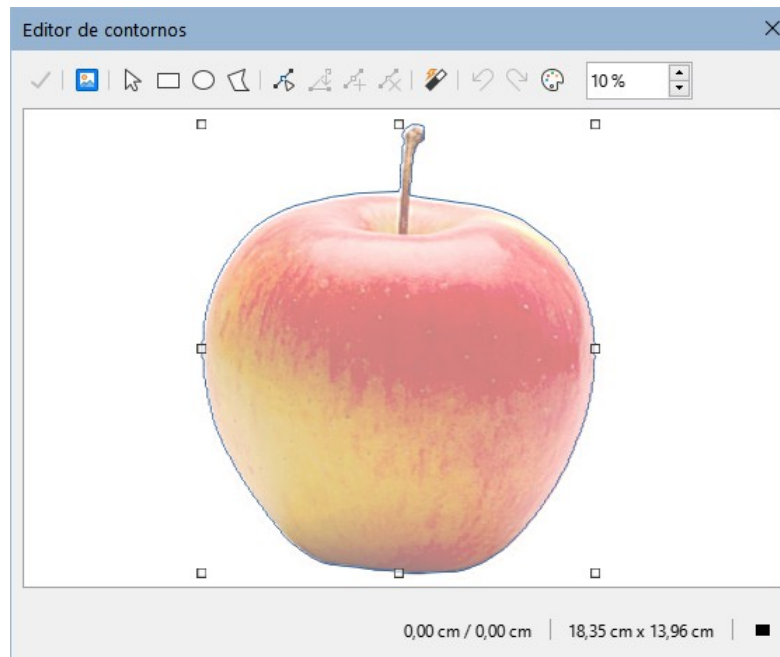 Editor de contornos
10 %
0,00 cm / 0,00 cm
18,35 cm x 13,96 cm